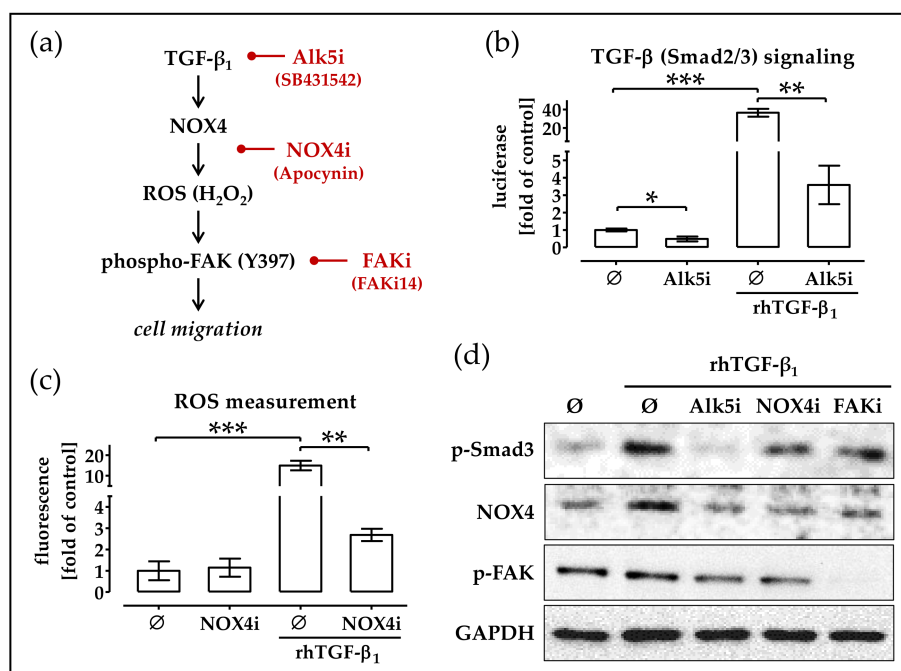 (a)
TGF-β₁
Alk5i
(SB431542)
NOX4
NOX4i
(Apocynin)
ROS (H₂O₂)
phospho-FAK (Y397)
FAKi
(FAKi14)
cell migration
(b)
TGF-β (Smad2/3) signaling
luciferase
[fold of control]
40
20
5
4
3
2
1
0
***
**
*
Ø Alk5i Ø Alk5i
rhTGF-β₁
(c)
ROS measurement
fluorescence
[fold of control]
20
10
4
3
2
1
0
***
**
Ø NOX4i Ø NOX4i
rhTGF-β₁
(d)
rhTGF-β₁
Ø Ø Alk5i NOX4i FAKi
p-Smad3
NOX4
p-FAK
GAPDH